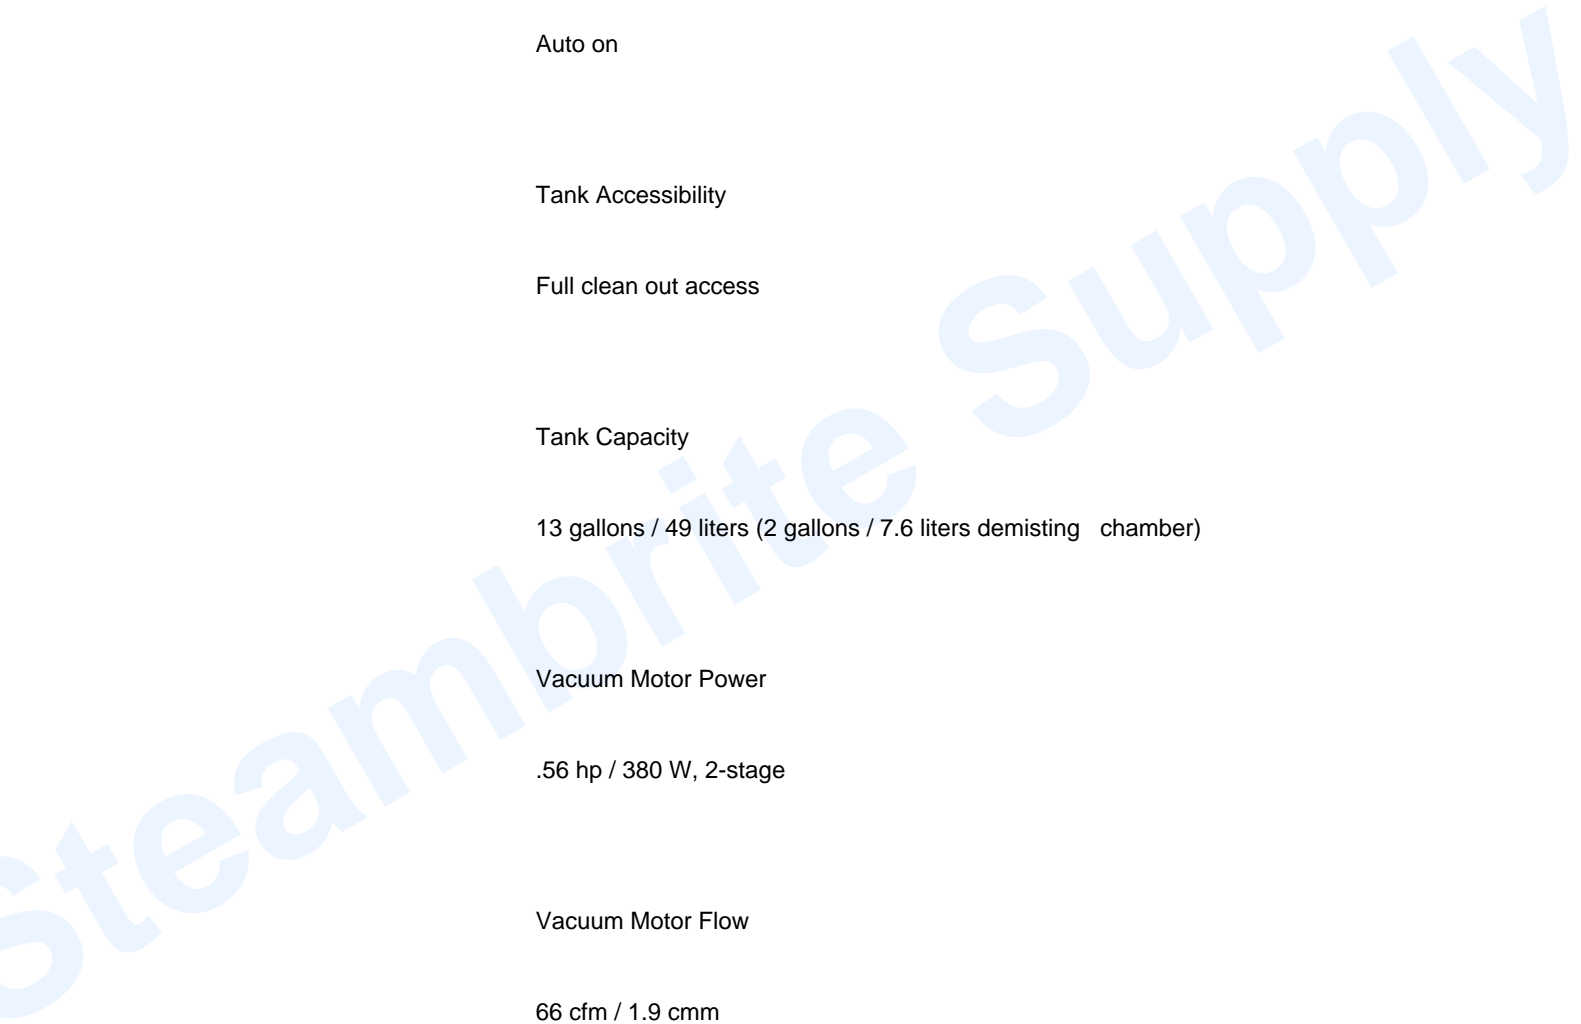 Auto on
Tank Accessibility
Full clean out access
Tank Capacity
13 gallons / 49 liters (2 gallons / 7.6 liters demisting chamber)
Vacuum Motor Power
.56 hp / 380 W, 2-stage
Vacuum Motor Flow
66 cfm / 1.9 cmm
Steambrite Supply